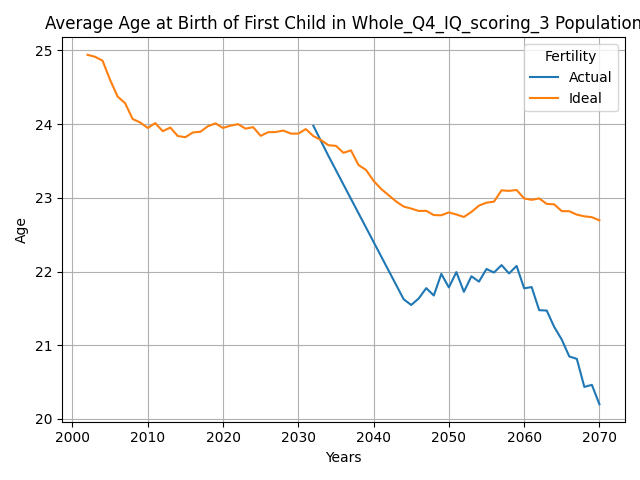 Average Age at Birth of First Child in Whole_Q4_IQ_scoring_3 Population
Fertility
Actual
Ideal
Age
25
24
23
22
21
20
2000 2010 2020 2030 2040 2050 2060 2070
Years